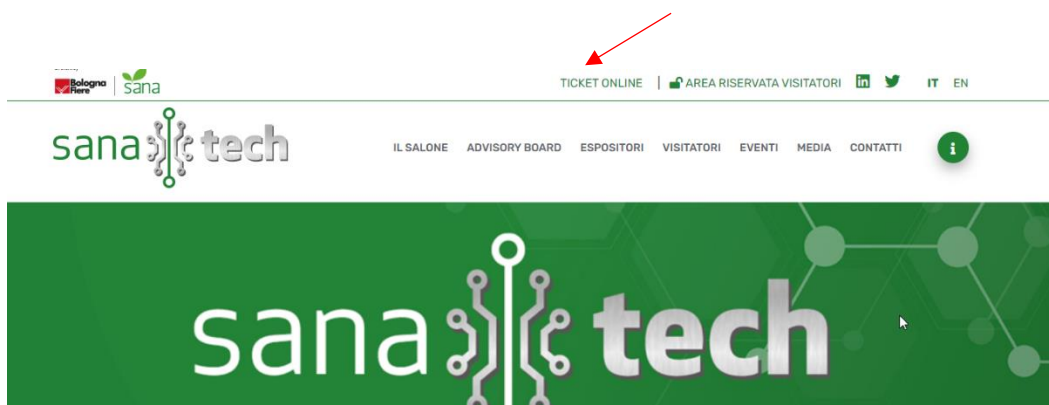 TICKET ONLINE | AREA RISERVATA VISITATORI in IT EN
Bologna
Fiere
sana
sana tech
IL SALONE ADVISORY BOARD ESPOSITORI VISITATORI EVENTI MEDIA CONTATTI i
sana tech